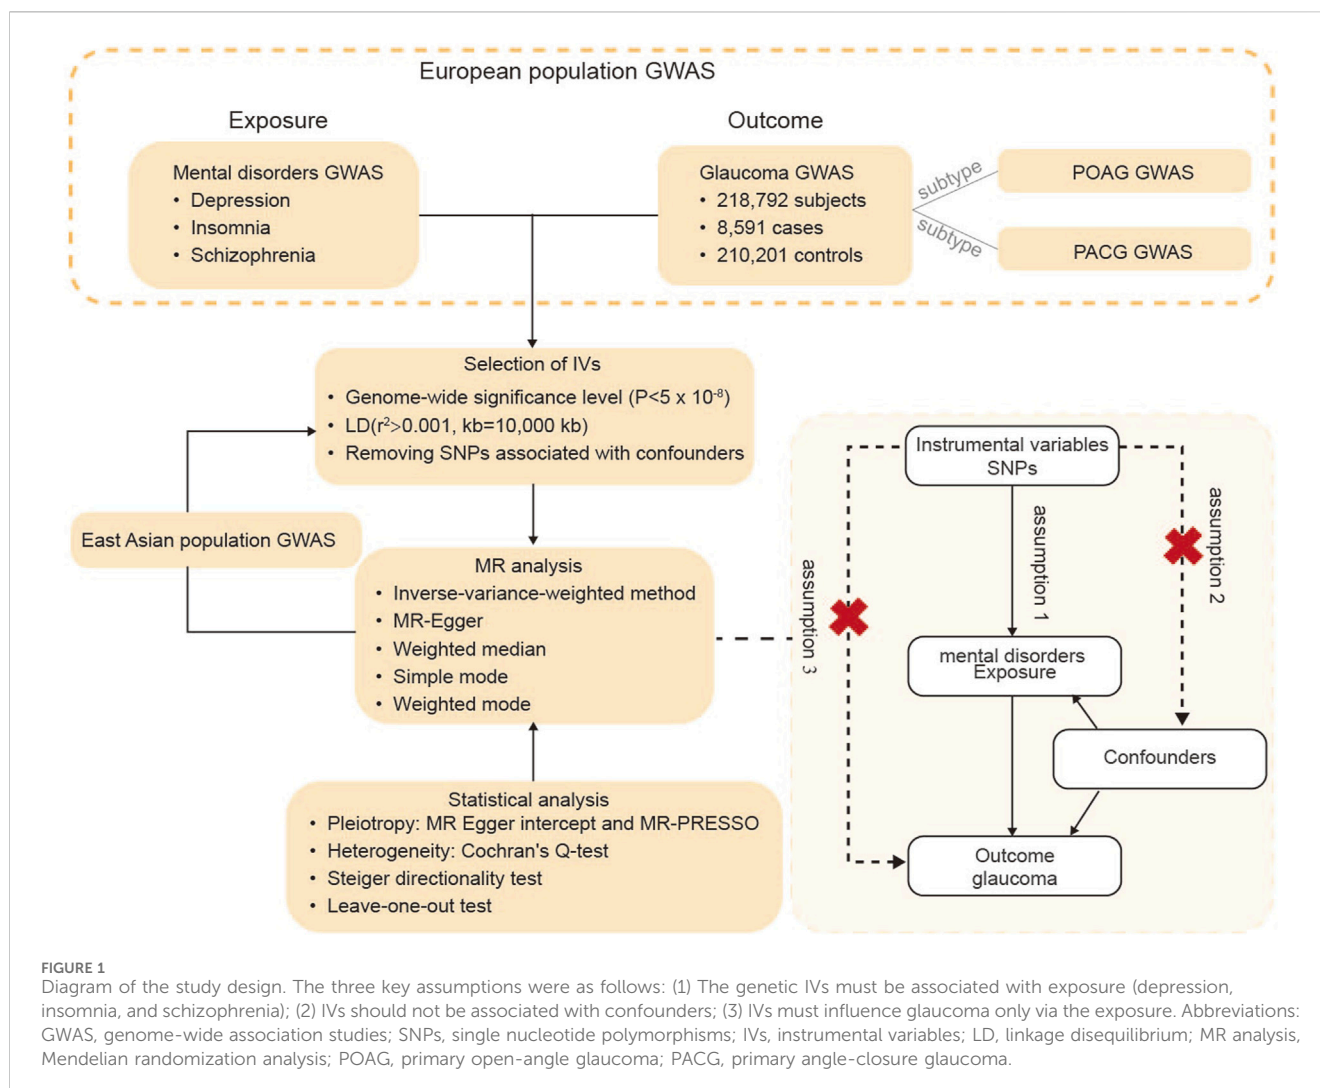 European population GWAS
Exposure
Outcome
Mental disorders GWAS
• Depression
• Insomnia
• Schizophrenia
Glaucoma GWAS
• 218,792 subjects
• 8,591 cases
• 210,201 controls
subtype
subtype
POAG GWAS
PACG GWAS
Selection of IVs
• Genome-wide significance level (P<5 x 10⁻⁸)
• LD(r²>0.001, kb=10,000 kb)
• Removing SNPs associated with confounders
East Asian population GWAS
MR analysis
• Inverse-variance-weighted method
• MR-Egger
• Weighted median
• Simple mode
• Weighted mode
Statistical analysis
• Pleiotropy: MR Egger intercept and MR-PRESSO
• Heterogeneity: Cochran's Q-test
• Steiger directionality test
• Leave-one-out test
Instrumental variables
SNPs
assumption 1
assumption 2
assumption 3
mental disorders
Exposure
Confounders
Outcome
glaucoma
FIGURE 1
Diagram of the study design. The three key assumptions were as follows: (1) The genetic IVs must be associated with exposure (depression,
insomnia, and schizophrenia); (2) IVs should not be associated with confounders; (3) IVs must influence glaucoma only via the exposure. Abbreviations:
GWAS, genome-wide association studies; SNPs, single nucleotide polymorphisms; IVs, instrumental variables; LD, linkage disequilibrium; MR analysis,
Mendelian randomization analysis; POAG, primary open-angle glaucoma; PACG, primary angle-closure glaucoma.